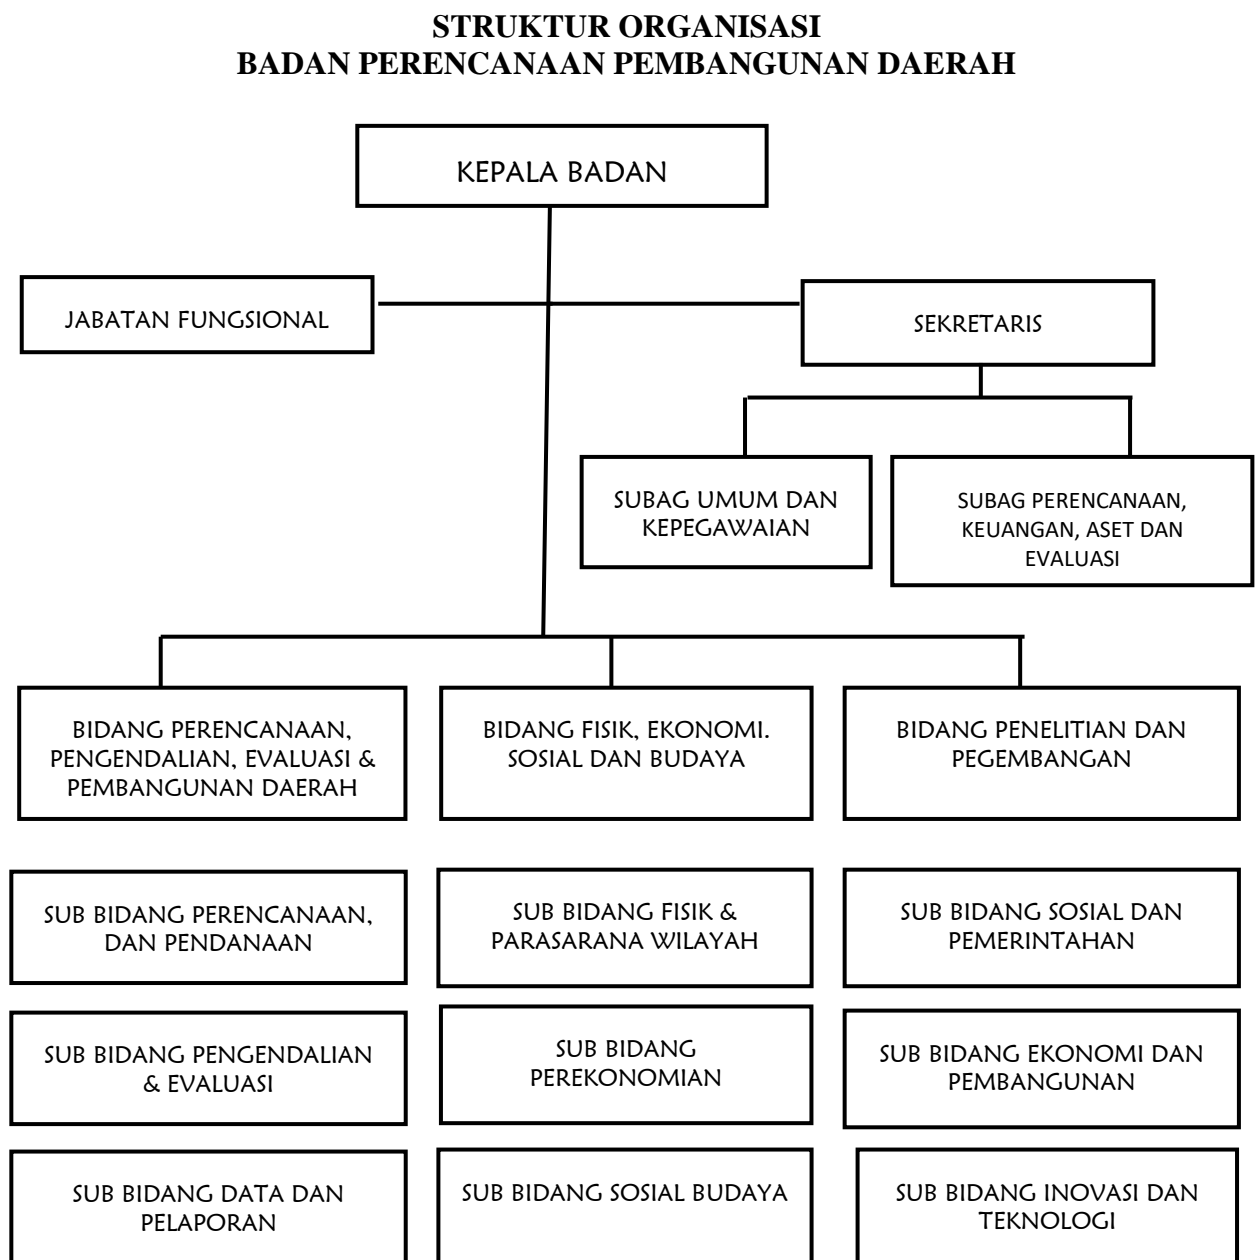 STRUKTUR ORGANISASI
BADAN PERENCANAAN PEMBANGUNAN DAERAH
KEPALA BADAN
JABATAN FUNGSIONAL
SEKRETARIS
SUBAG UMUM DAN
KEPEGAWAIAN
SUBAG PERENCANAAN,
KEUANGAN, ASET DAN
EVALUASI
BIDANG PERENCANAAN,
PENGENDALIAN, EVALUASI &
PEMBANGUNAN DAERAH
BIDANG FISIK, EKONOMI.
SOSIAL DAN BUDAYA
BIDANG PENELITIAN DAN
PEGEMBANGAN
SUB BIDANG PERENCANAAN,
DAN PENDANAAN
SUB BIDANG FISIK &
PARASARANA WILAYAH
SUB BIDANG SOSIAL DAN
PEMERINTAHAN
SUB BIDANG PENGENDALIAN
& EVALUASI
SUB BIDANG
PEREKONOMIAN
SUB BIDANG EKONOMI DAN
PEMBANGUNAN
SUB BIDANG DATA DAN
PELAPORAN
SUB BIDANG SOSIAL BUDAYA
SUB BIDANG INOVASI DAN
TEKNOLOGI